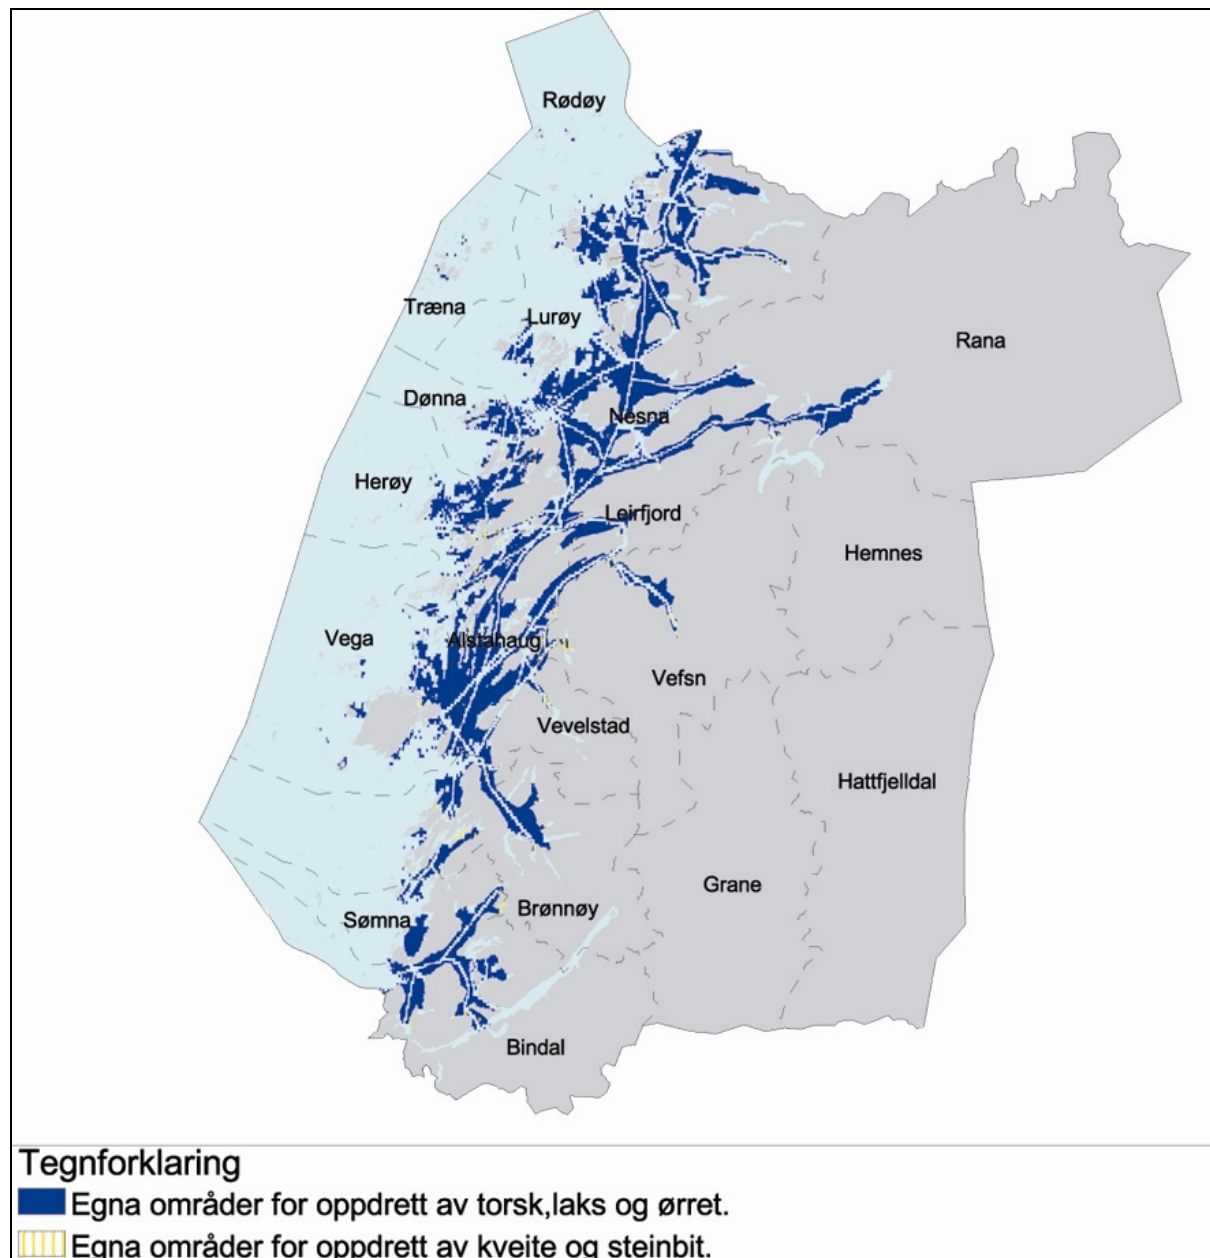 Rødøy
Træna
Lurøy
Rana
Dønna
Nesna
Herøy
Leirfjord
Hemnes
Vega
Alstahaug
Vefsn
Vevelstad
Hattfjelldal
Grane
Brønnøy
Sømna
Bindal
Tegnforklaring
Egna områder for oppdrett av torsk,laks og ørret.
Egna områder for oppdrett av kveite og steinbit.